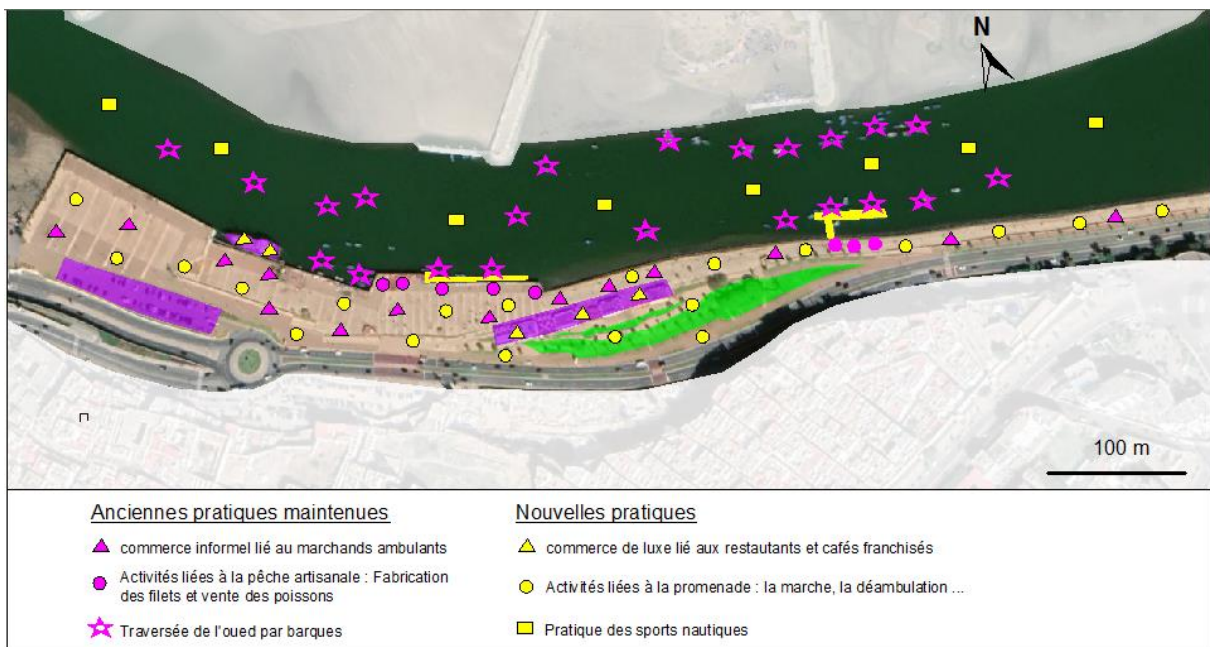 N
100 m
Anciennes pratiques maintenues
commerce informel lié au marchands ambulants
Activités liées à la pêche artisanale : Fabrication
des filets et vente des poissons
Traversée de l'oued par barques
Nouvelles pratiques
commerce de luxe lié aux restautants et cafés franchisés
Activités liées à la promenade : la marche, la déambulation ...
Pratique des sports nautiques